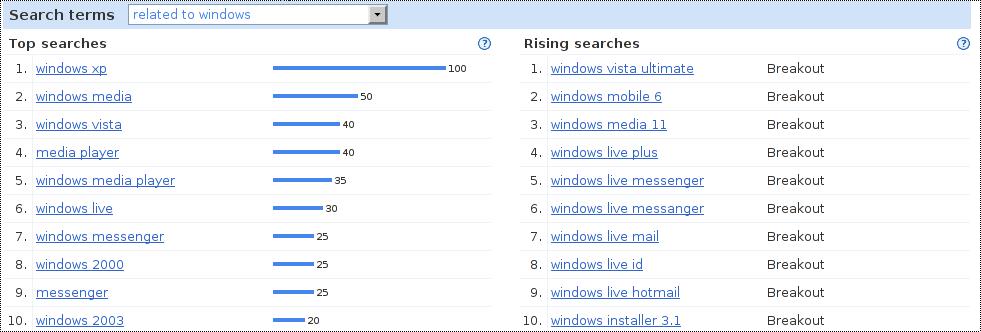 Search terms related to windows
Top searches ?
1. windows xp 100
2. windows media 50
3. windows vista 40
4. media player 40
5. windows media player 35
6. windows live 30
7. windows messenger 25
8. windows 2000 25
9. messenger 25
10. windows 2003 20
Rising searches ?
1. windows vista ultimate Breakout
2. windows mobile 6 Breakout
3. windows media 11 Breakout
4. windows live plus Breakout
5. windows live messenger Breakout
6. windows live messanger Breakout
7. windows live mail Breakout
8. windows live id Breakout
9. windows live hotmail Breakout
10. windows installer 3.1 Breakout